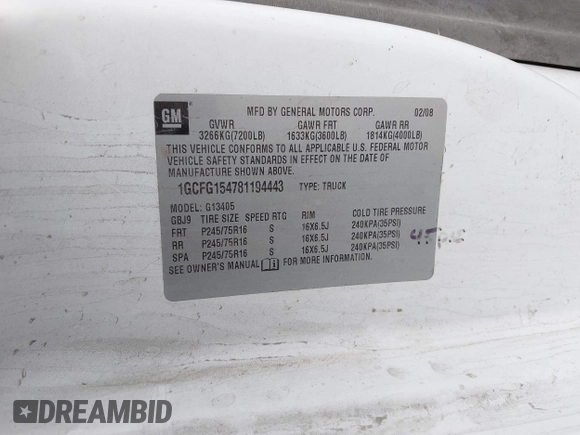 GM
MFD BY GENERAL MOTORS CORP. 02/08
GVWR GAWR FRT GAWR RR
3266KG(7200LB) 1633KG(3600LB) 1814KG(4000LB)
THIS VEHICLE CONFORMS TO ALL APPLICABLE U.S. FEDERAL MOTOR
VEHICLE SAFETY STANDARDS IN EFFECT ON THE DATE OF
MANUFACTURE SHOWN ABOVE.
1GCFG154781194443 TYPE: TRUCK
MODEL: G13405
GBJ9 TIRE SIZE SPEED RTG RIM COLD TIRE PRESSURE
FRT P245/75R16 S 16X6.5J 240KPA(35PSI)
RR P245/75R16 S 16X6.5J 240KPA(35PSI)
SPA P245/75R16 S 16X6.5J 240KPA(35PSI)
SEE OWNER'S MANUAL FOR MORE INFORMATION.
DREAMBID